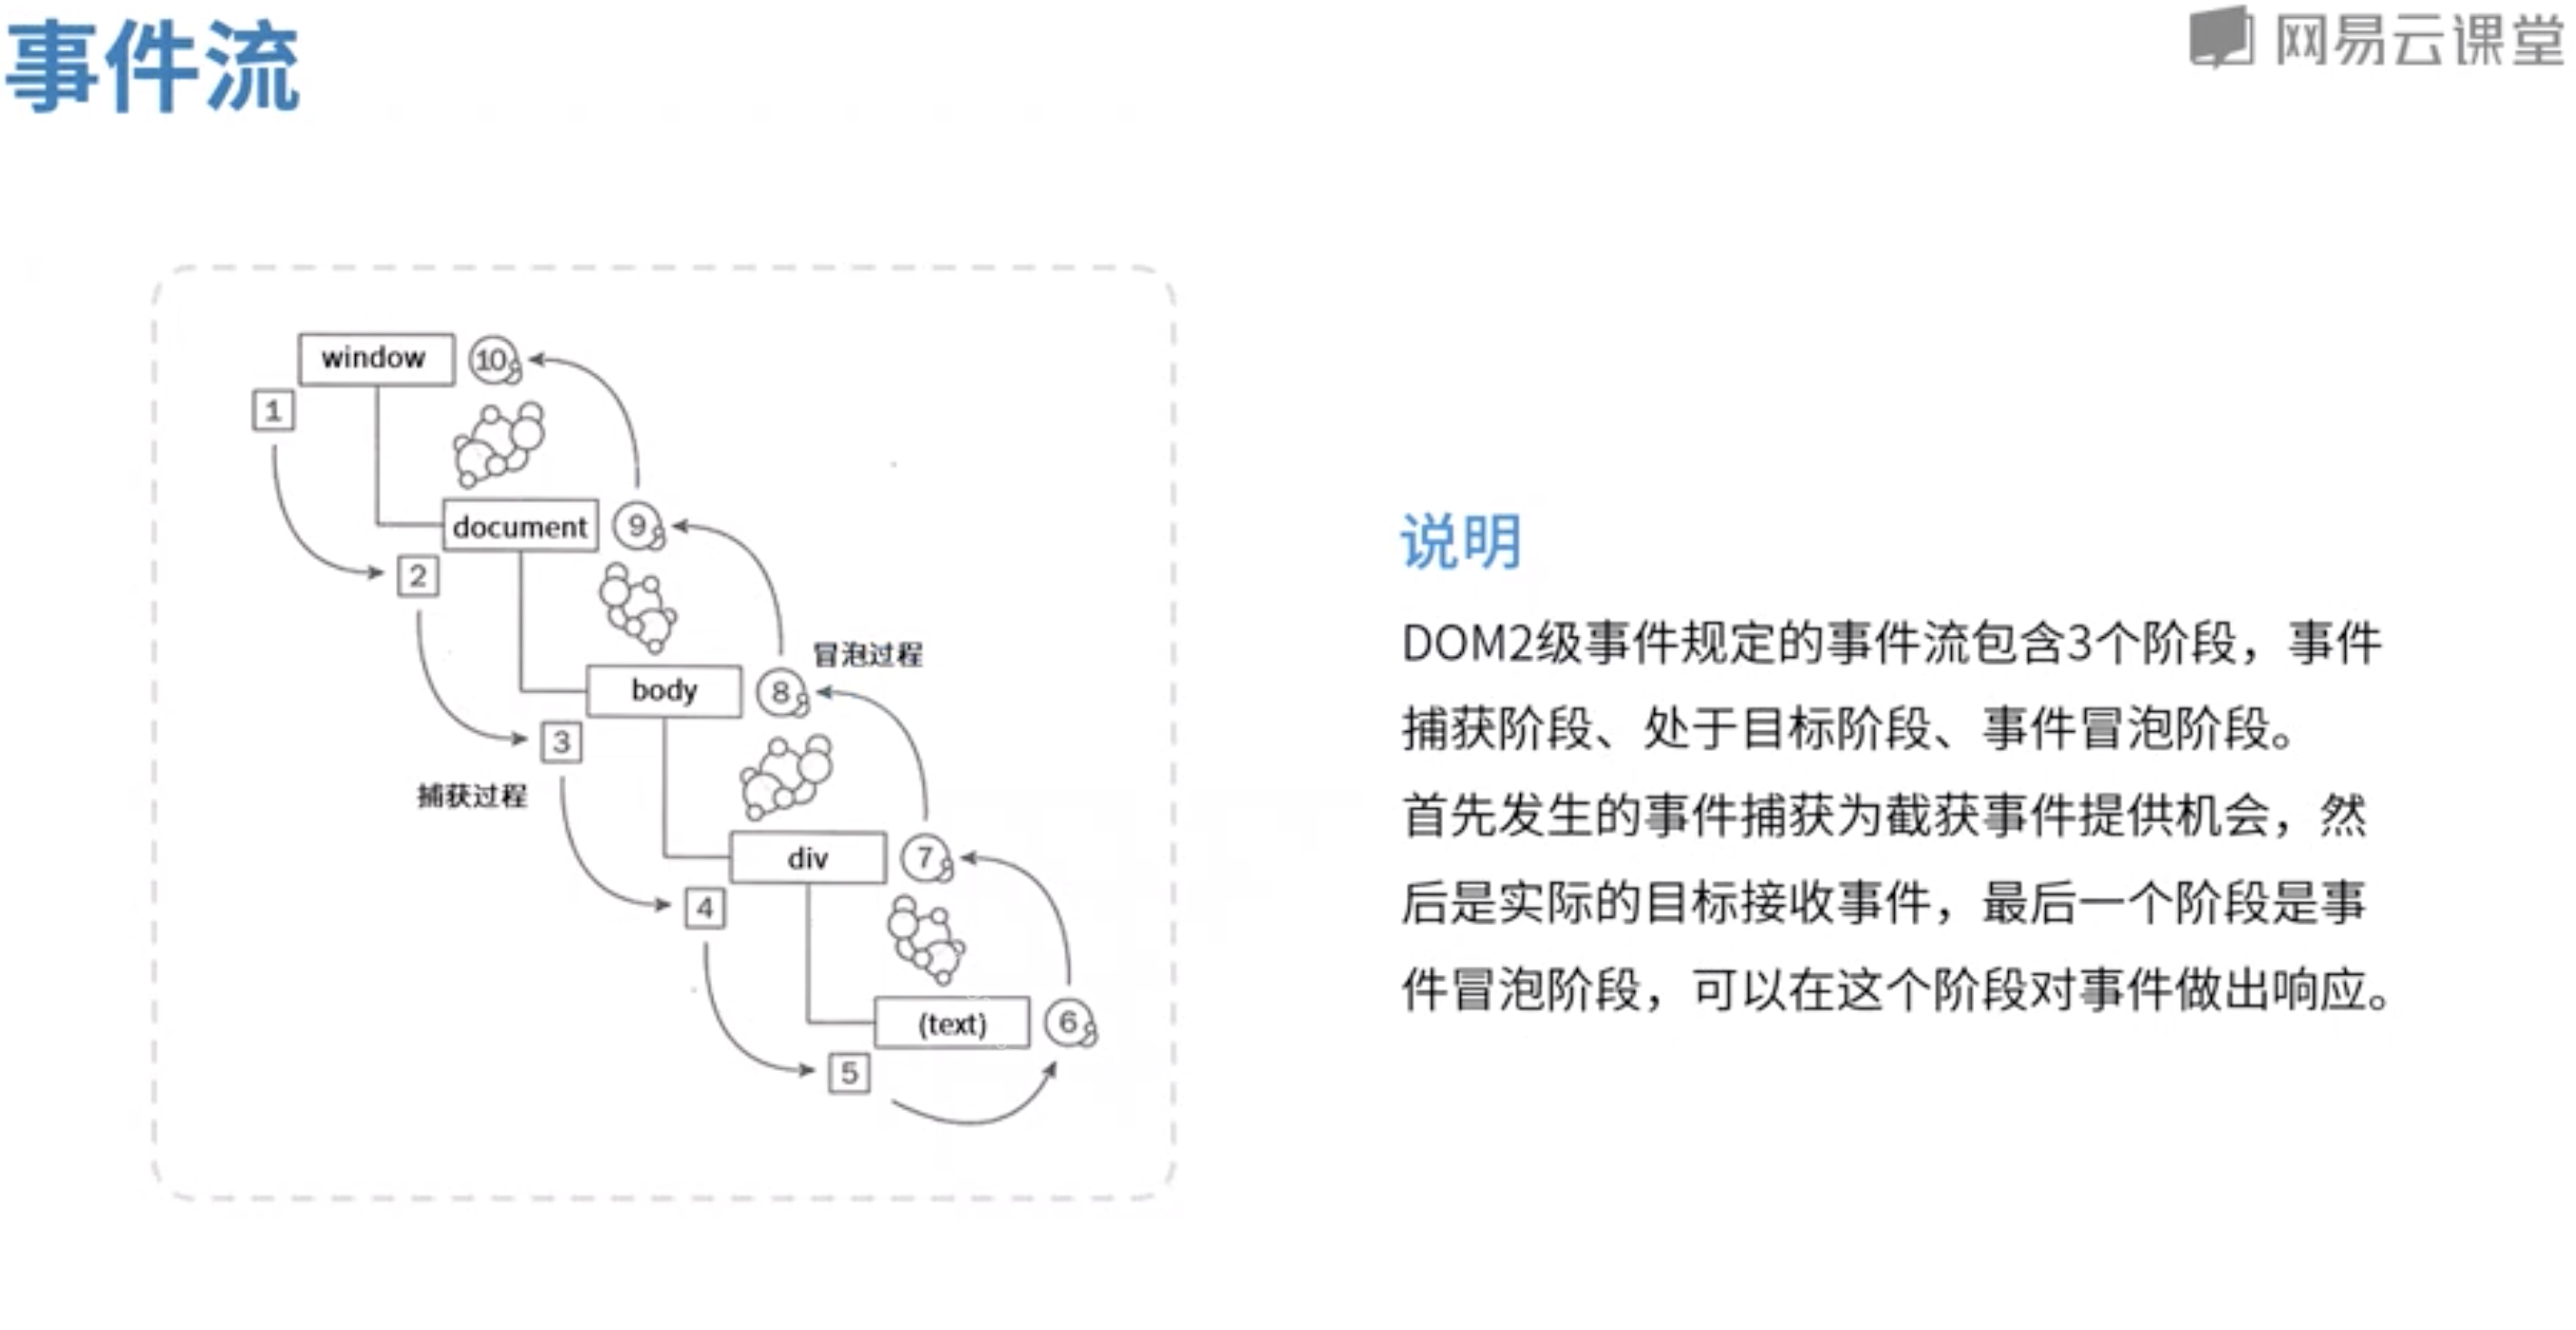 事件流
网易云课堂
window
10
1
document
9
2
冒泡过程
body
8
3
捕获过程
div
7
4
(text)
6
5
说明
DOM2级事件规定的事件流包含3个阶段，事件
捕获阶段、处于目标阶段、事件冒泡阶段。
首先发生的事件捕获为截获事件提供机会，然
后是实际的目标接收事件，最后一个阶段是事
件冒泡阶段，可以在这个阶段对事件做出响应。